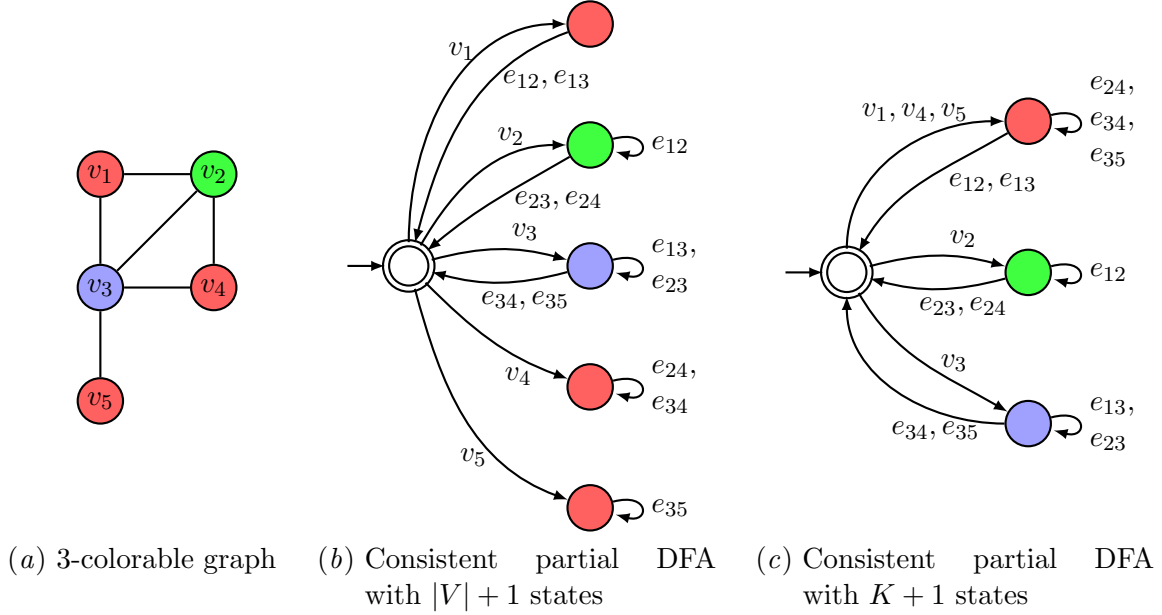 v₁
v₂
v₃
v₄
v₅
(a) 3-colorable graph
v₁
e₁₂, e₁₃
v₂
e₁₂
e₂₃, e₂₄
v₃
e₁₃,
e₂₃
e₃₄, e₃₅
v₄
e₂₄,
e₃₄
v₅
e₃₅
(b) Consistent partial DFA
with |V| + 1 states
v₁, v₄, v₅
e₂₄,
e₃₄,
e₃₅
e₁₂, e₁₃
v₂
e₁₂
e₂₃, e₂₄
v₃
e₁₃,
e₂₃
e₃₄, e₃₅
(c) Consistent partial DFA
with K + 1 states